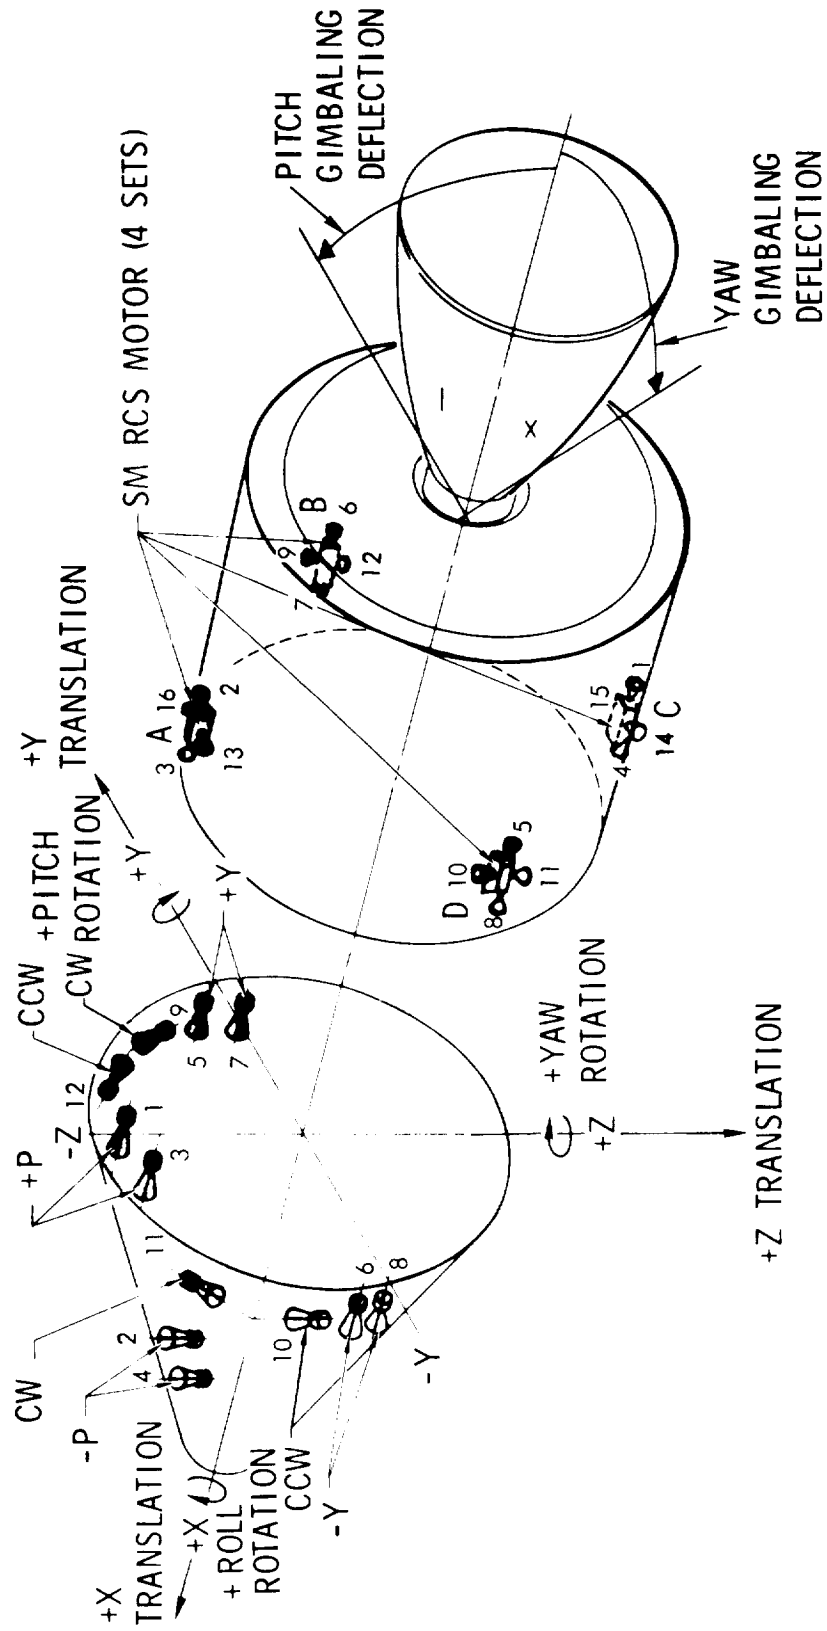 +X
TRANSLATION
+X
+ROLL
ROTATION
CW
-P
4
2
11
+P
-Z
3
1
12
CCW
CW
+PITCH
ROTATION
+Y
TRANSLATION
+Y
+Y
9
5
7
10
CCW
-Y
6
8
-Y
+YAW
ROTATION
+Z
+Z TRANSLATION
SM RCS MOTOR (4 SETS)
3
A
16
13
2
7
9
B
6
12
D
10
8
5
11
15
4
14
C
1
PITCH
GIMBALING
DEFLECTION
YAW
GIMBALING
DEFLECTION